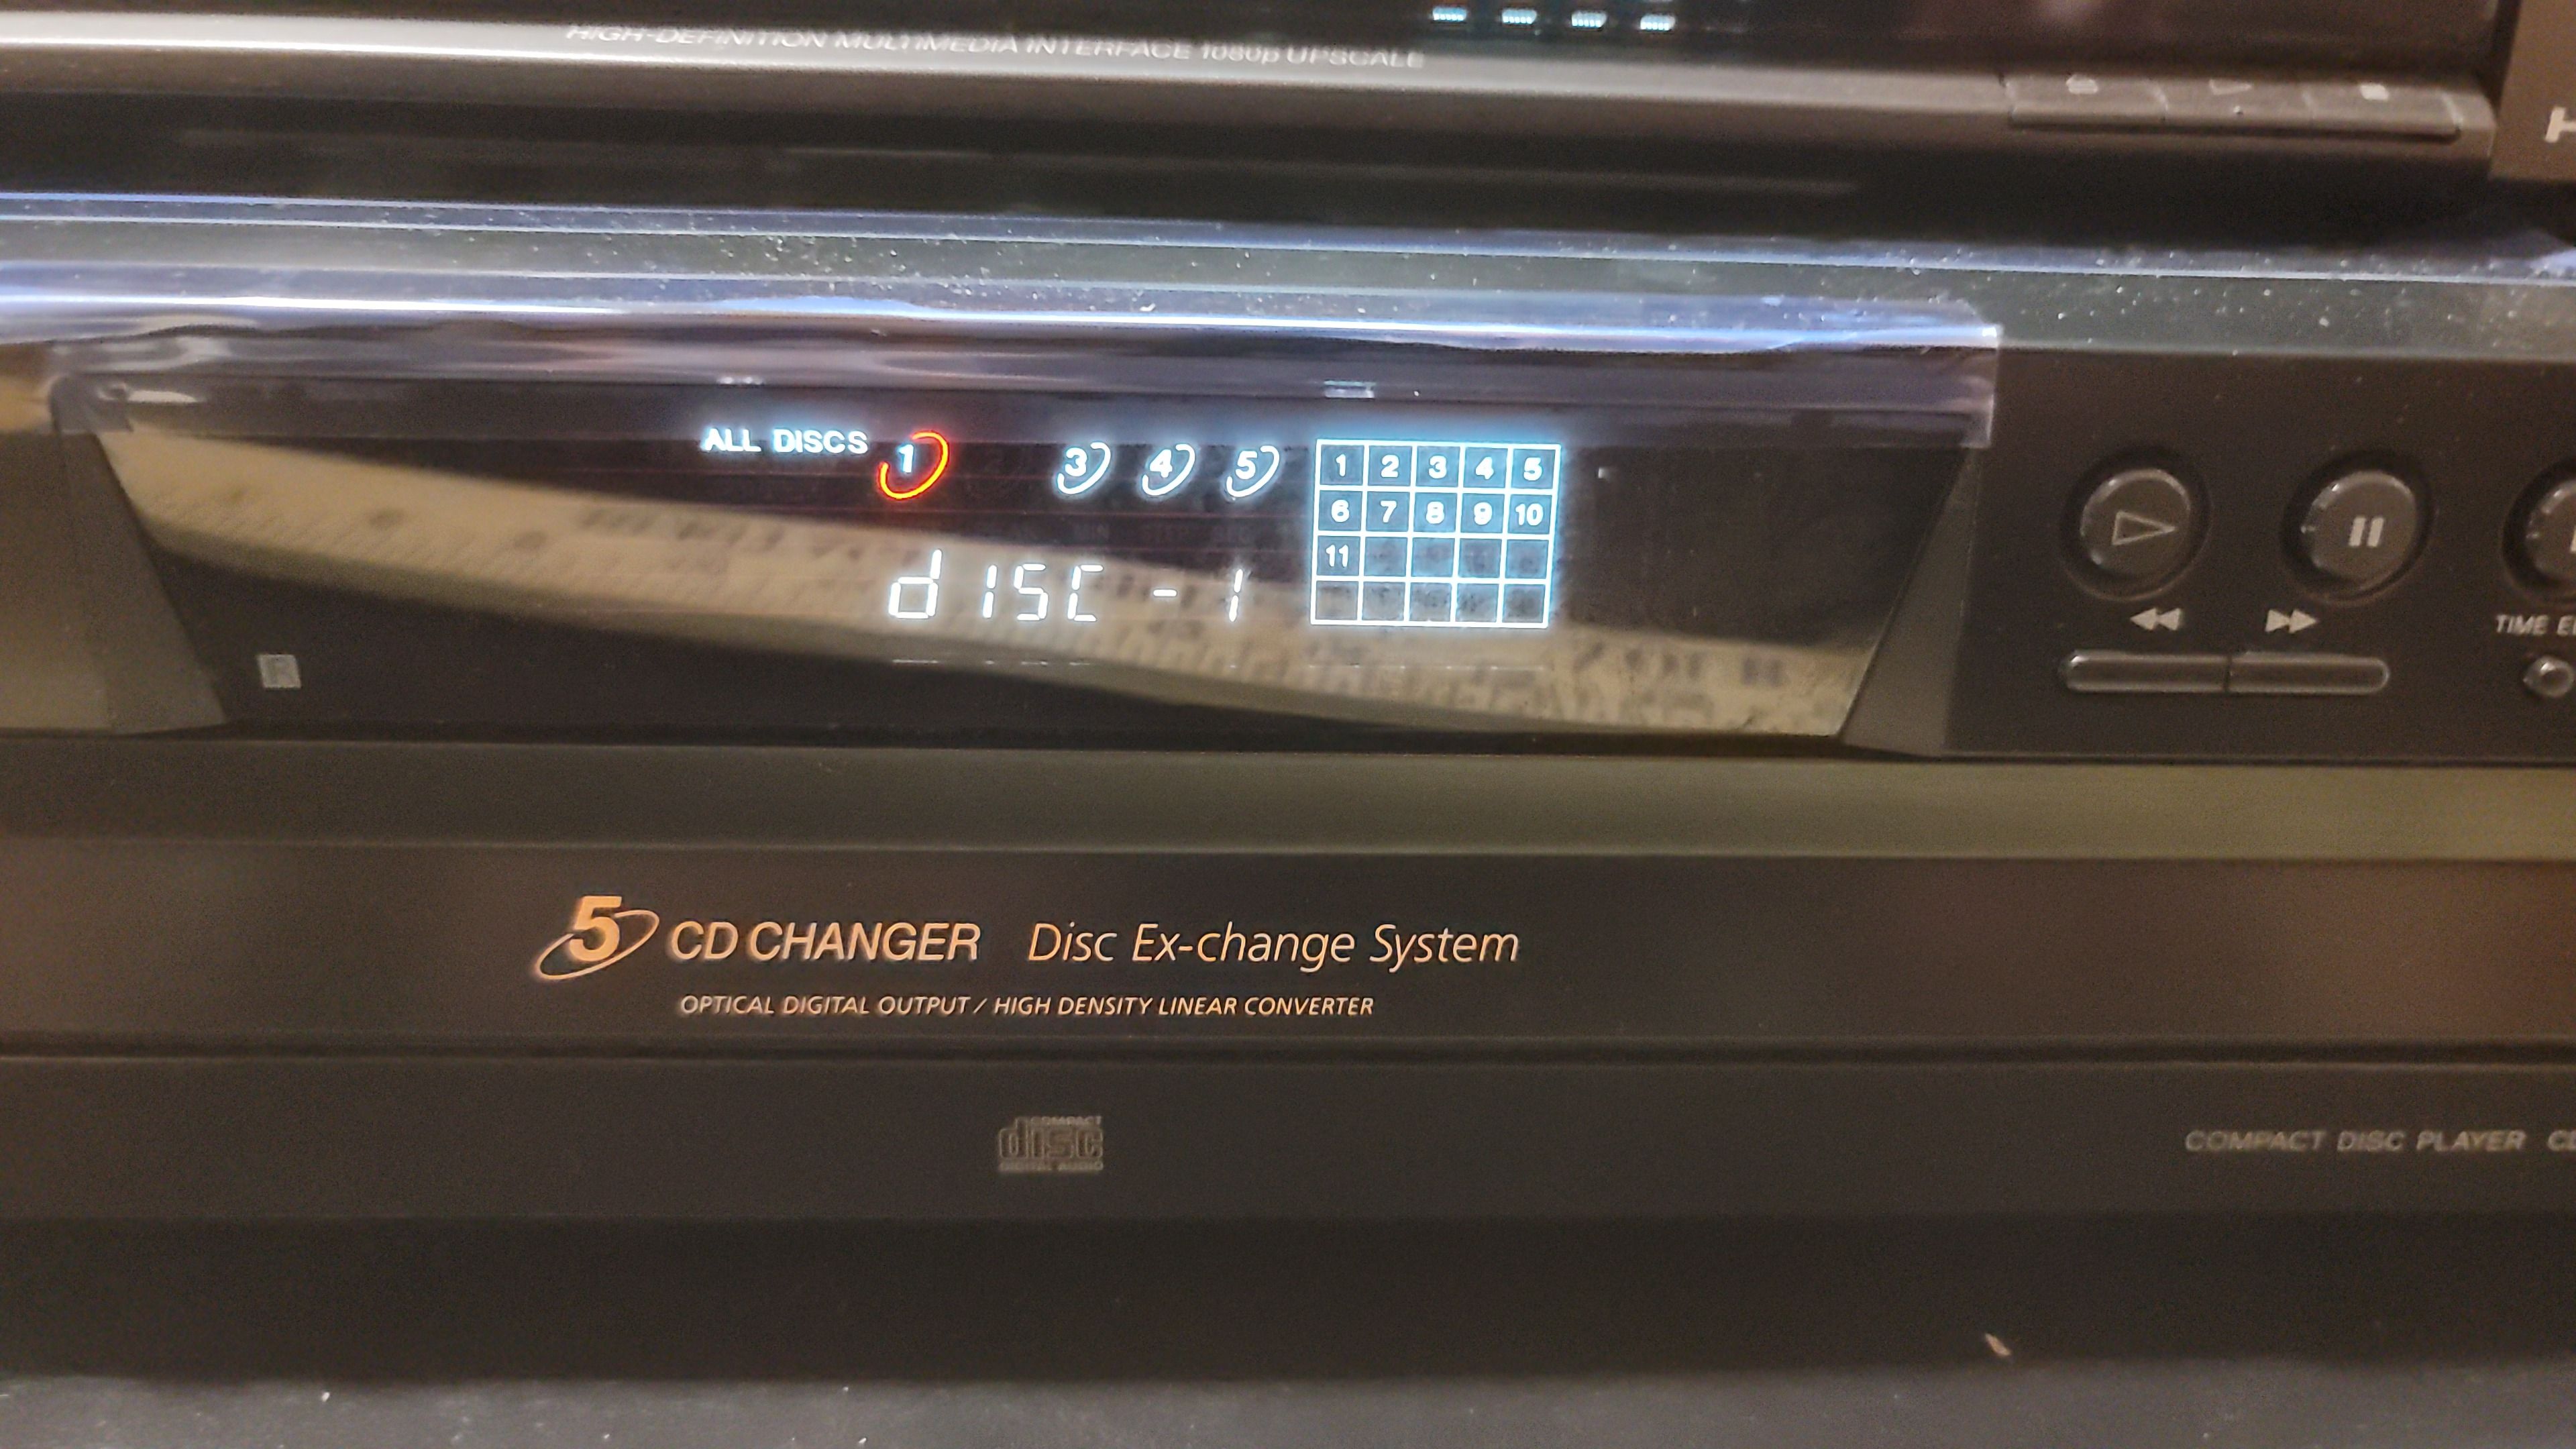 HIGH-DEFINITION MULTIMEDIA INTERFACE 1080p UPSCALE
H
ALL DISCS 1 3 4 5
1 2 3 4 5
6 7 8 9 10
11
dISC - 1
TIME E
R
5 CD CHANGER Disc Ex-change System
OPTICAL DIGITAL OUTPUT / HIGH DENSITY LINEAR CONVERTER
COMPACT
disc
DIGITAL AUDIO
COMPACT DISC PLAYER CD